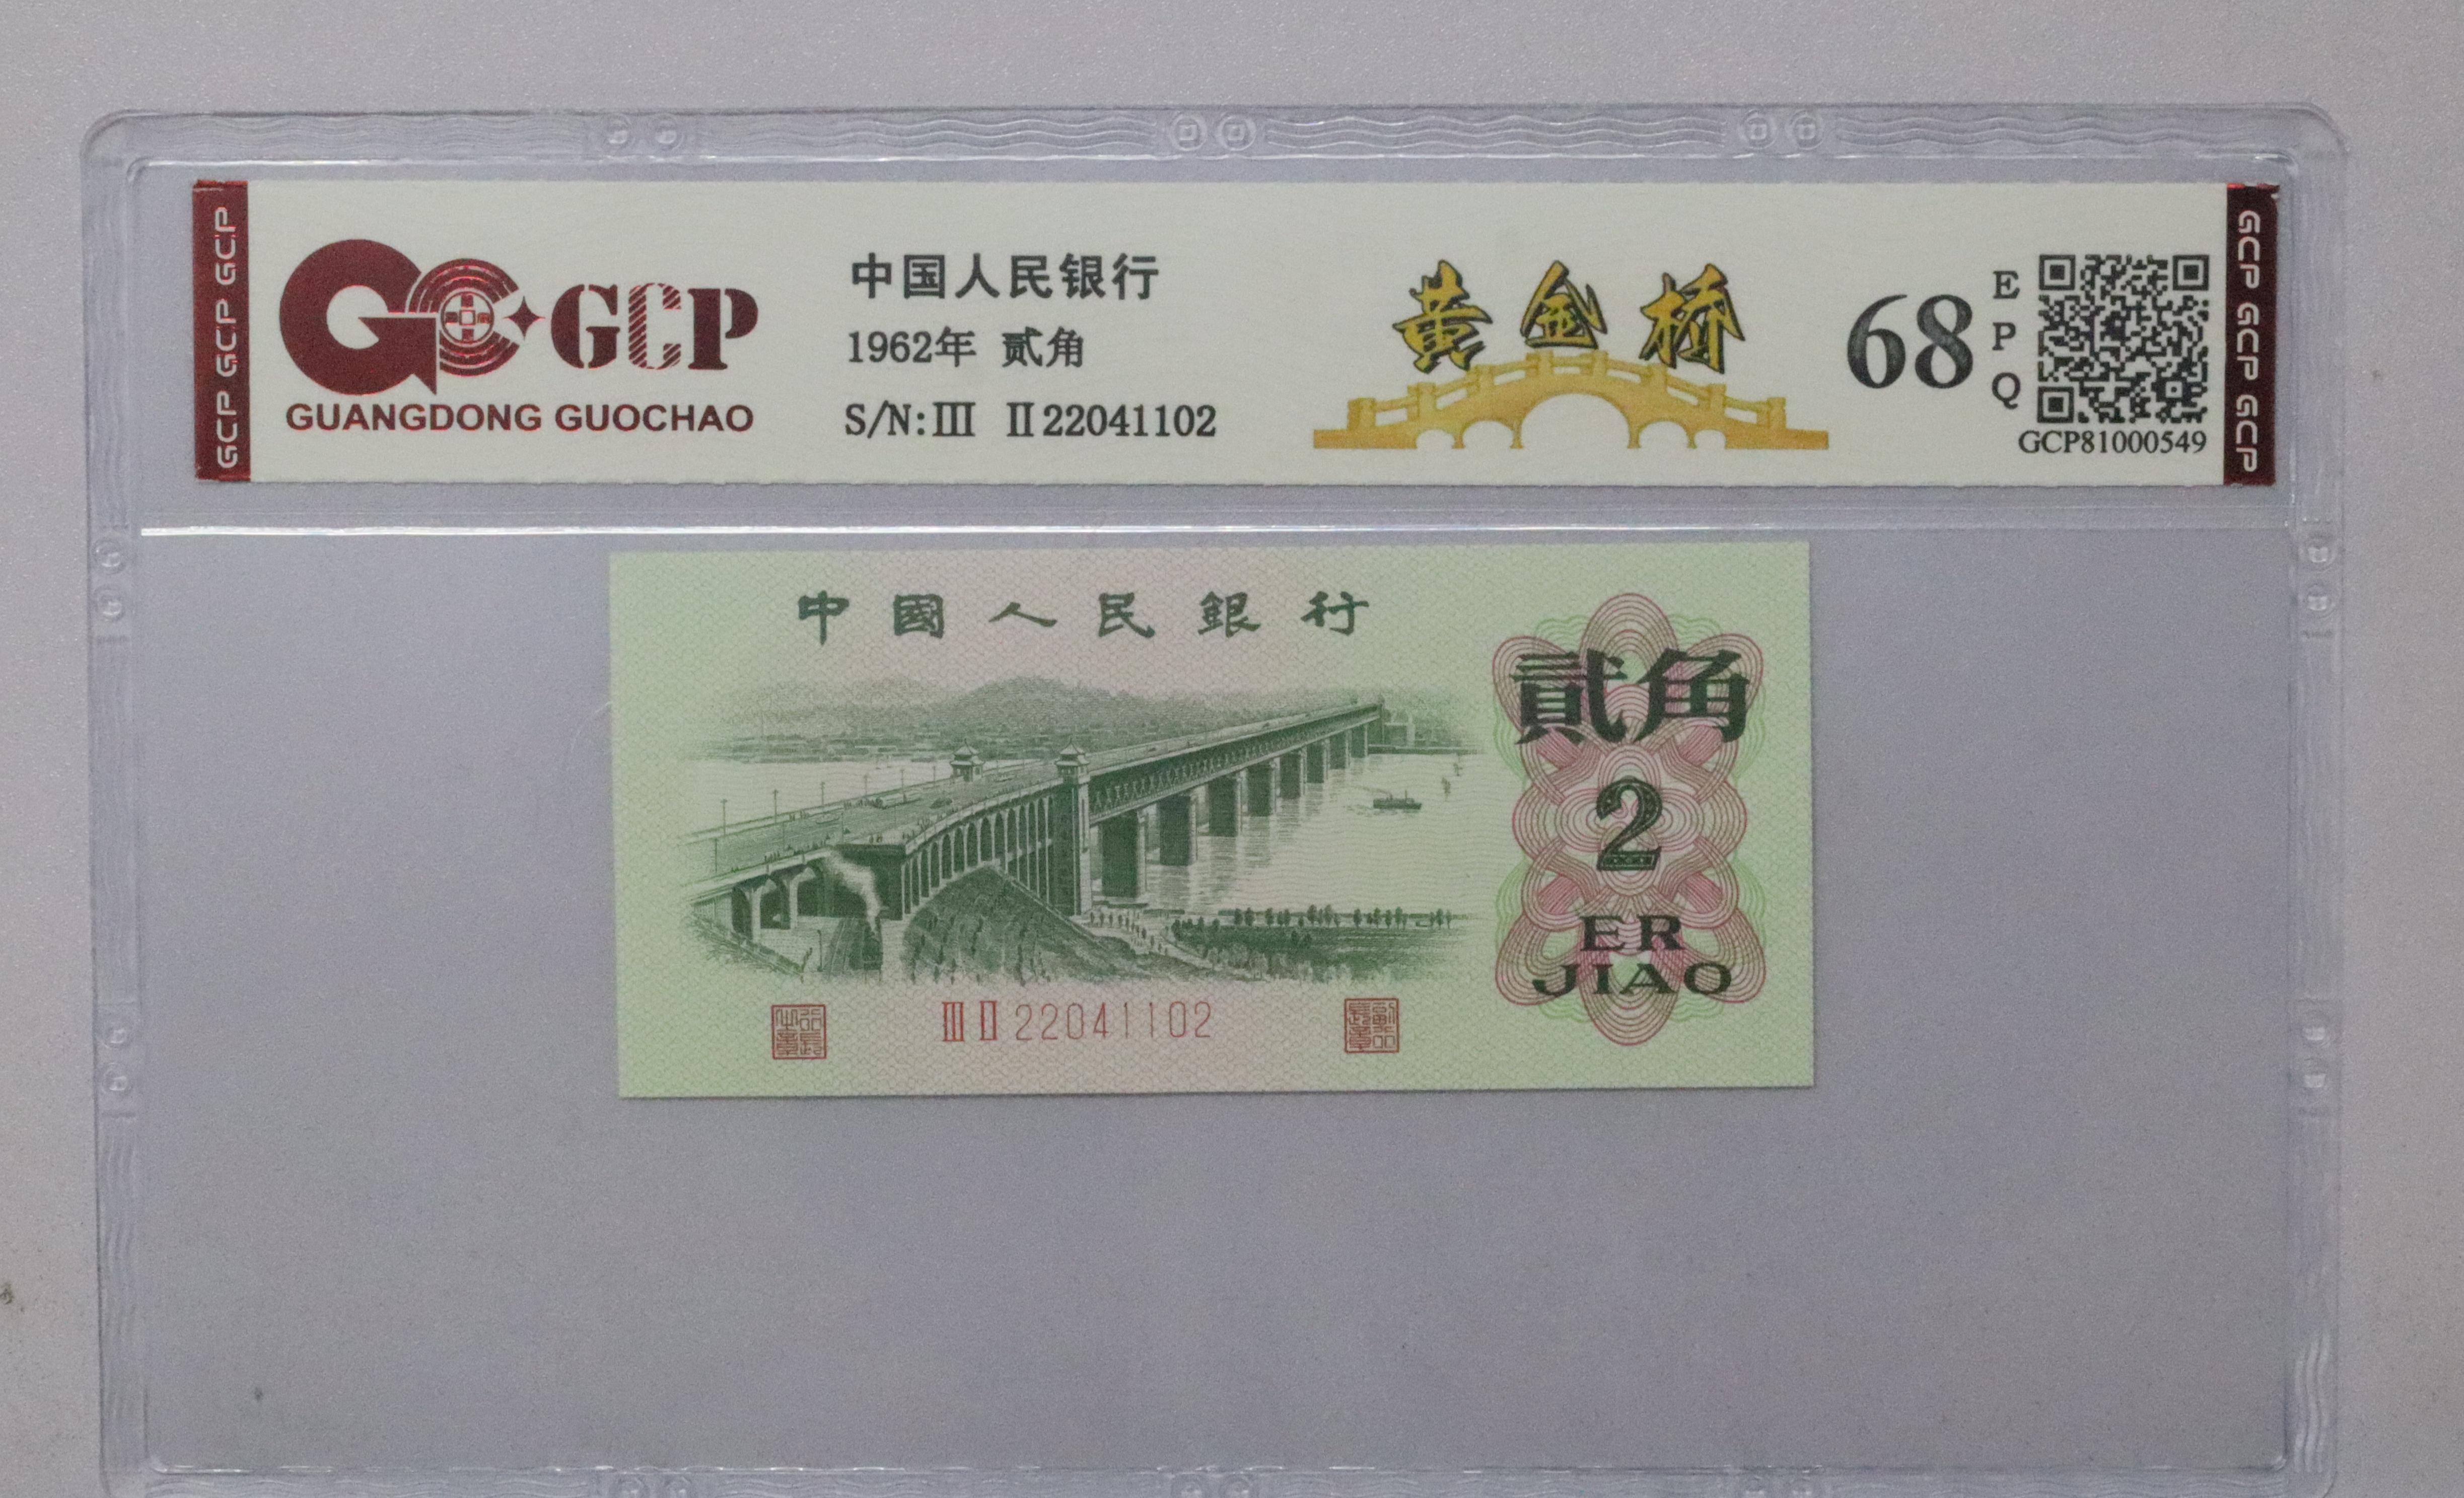 GCP GCP GCP
GCP
GUANGDONG GUOCHAO
中国人民银行
1962年 贰角
S/N:III II 22041102
黄金桥
68
E
P
Q
GCP81000549
GCP GCP GCP
中國人民銀行
貳角
2
ER
JIAO
III II 22041102